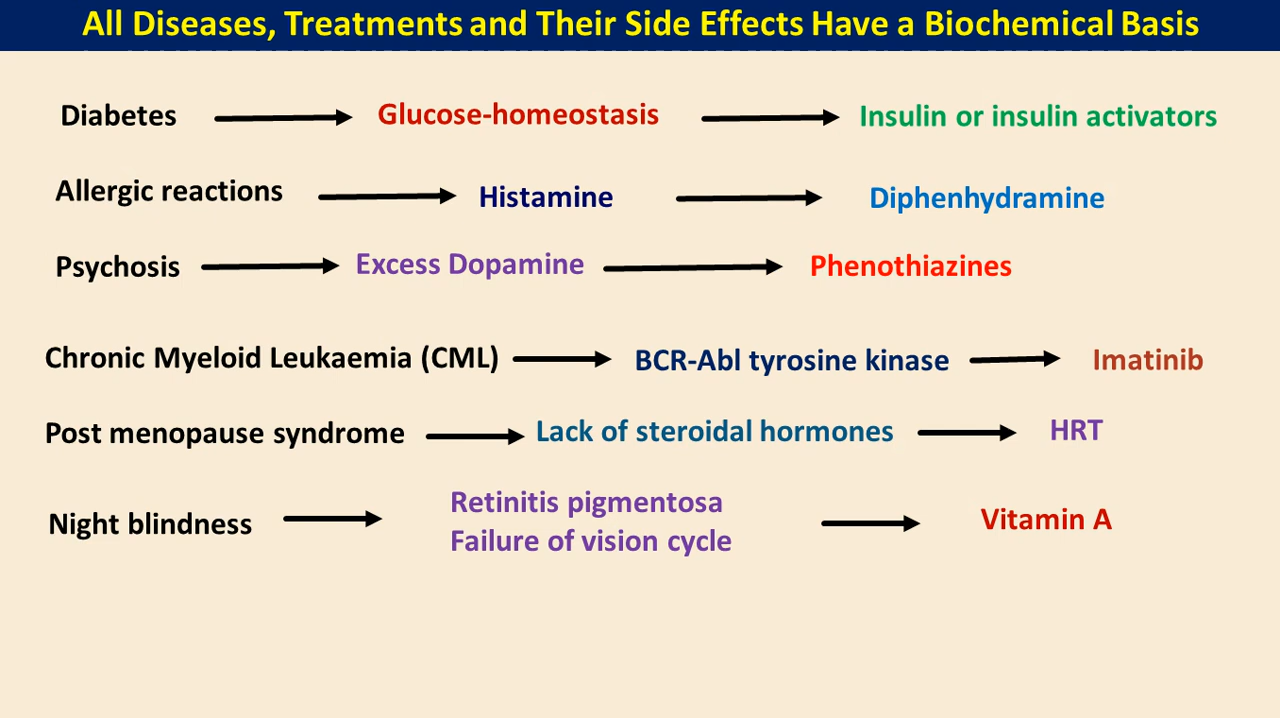 All Diseases, Treatments and Their Side Effects Have a Biochemical Basis
Diabetes Glucose-homeostasis Insulin or insulin activators
Allergic reactions Histamine Diphenhydramine
Psychosis Excess Dopamine Phenothiazines
Chronic Myeloid Leukaemia (CML) BCR-Abl tyrosine kinase Imatinib
Post menopause syndrome Lack of steroidal hormones HRT
Night blindness Retinitis pigmentosa Vitamin A
Failure of vision cycle